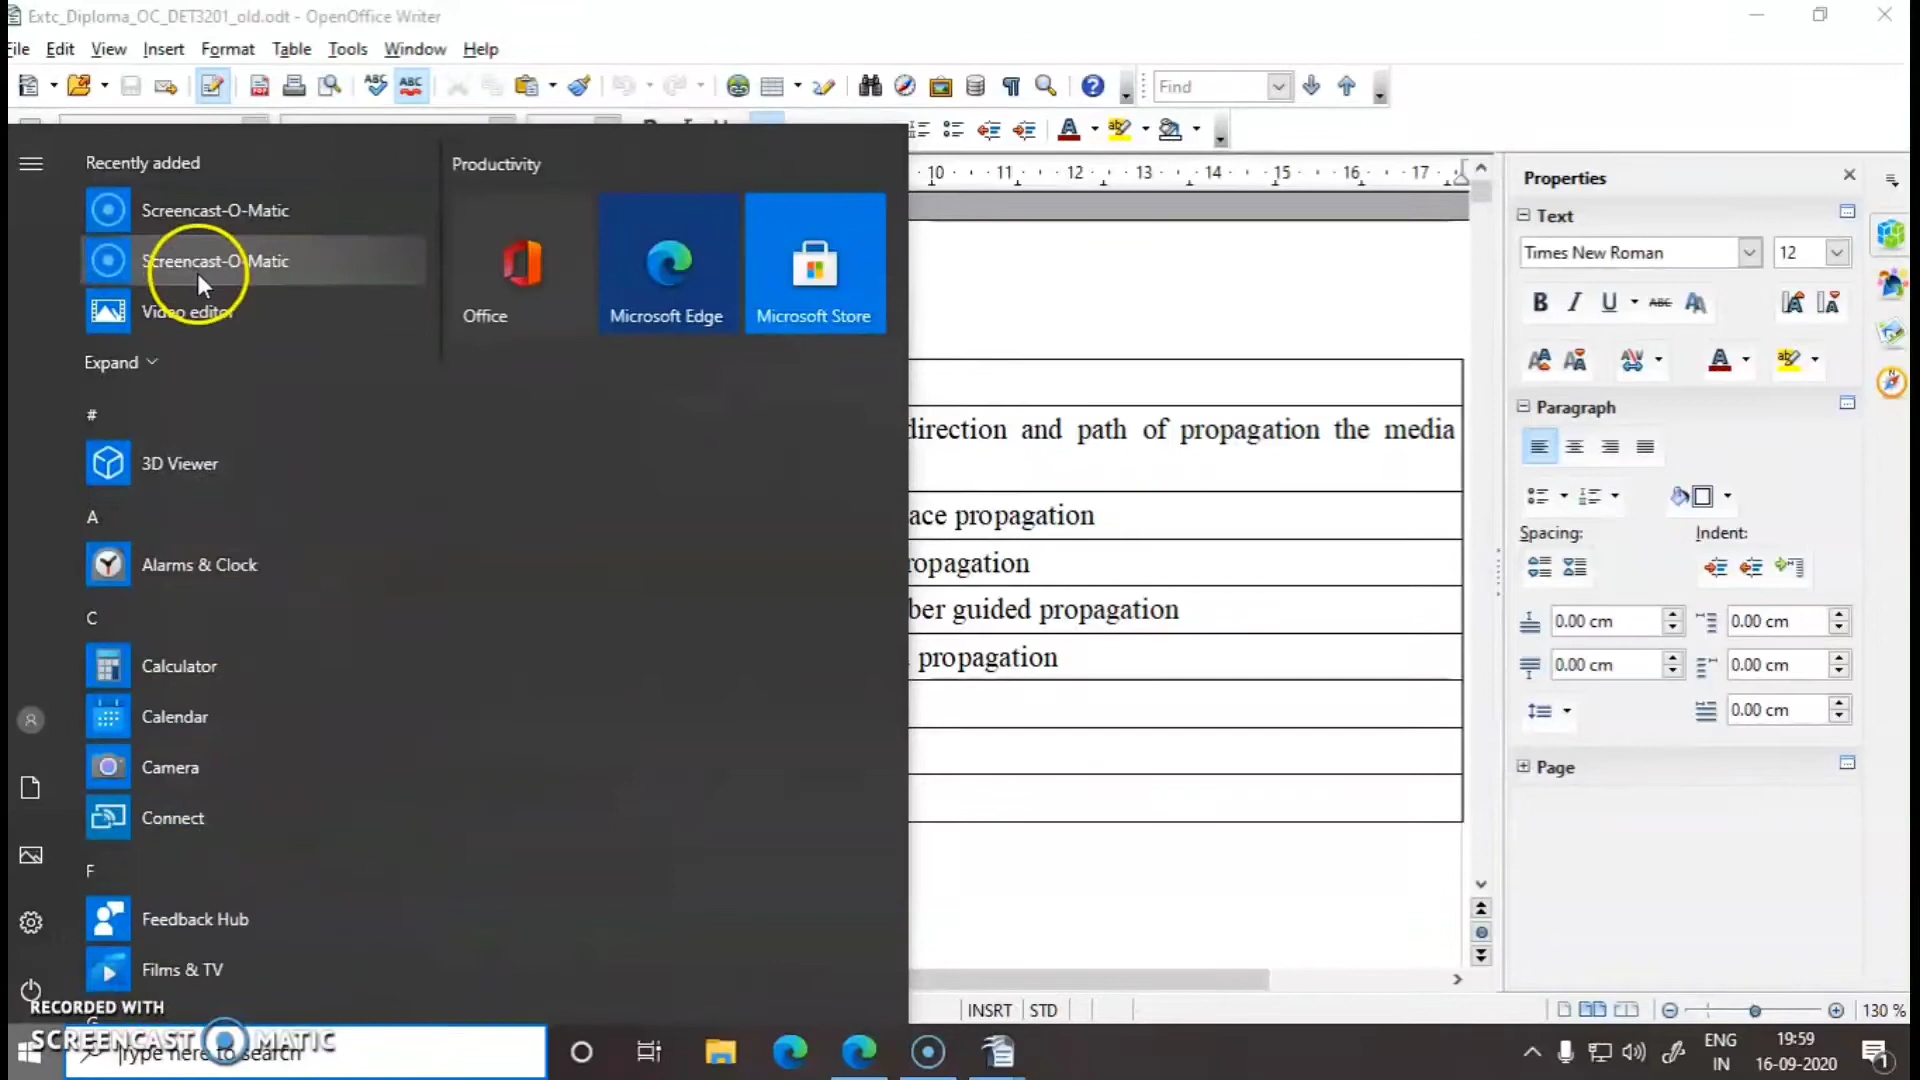 Extc_Diploma_OC_DET3201_old.odt - OpenOffice Writer
File Edit View Insert Format Table Tools Window Help
Find
10 11 12 13 14 15 16 17
Recently added
Screencast-O-Matic
Screencast-O-Matic
Video editor
Expand
#
3D Viewer
A
Alarms & Clock
C
Calculator
Calendar
Camera
Connect
F
Feedback Hub
Films & TV
Productivity
Office
Microsoft Edge
Microsoft Store
direction and path of propagation the media
ace propagation
ropagation
ber guided propagation
propagation
Properties
Text
Times New Roman 12
Paragraph
Spacing: Indent:
0.00 cm 0.00 cm
0.00 cm 0.00 cm
0.00 cm
Page
INSRT STD
130 %
RECORDED WITH
SCREENCAST MATIC
Type here to search
ENG
IN
19:59
16-09-2020
1